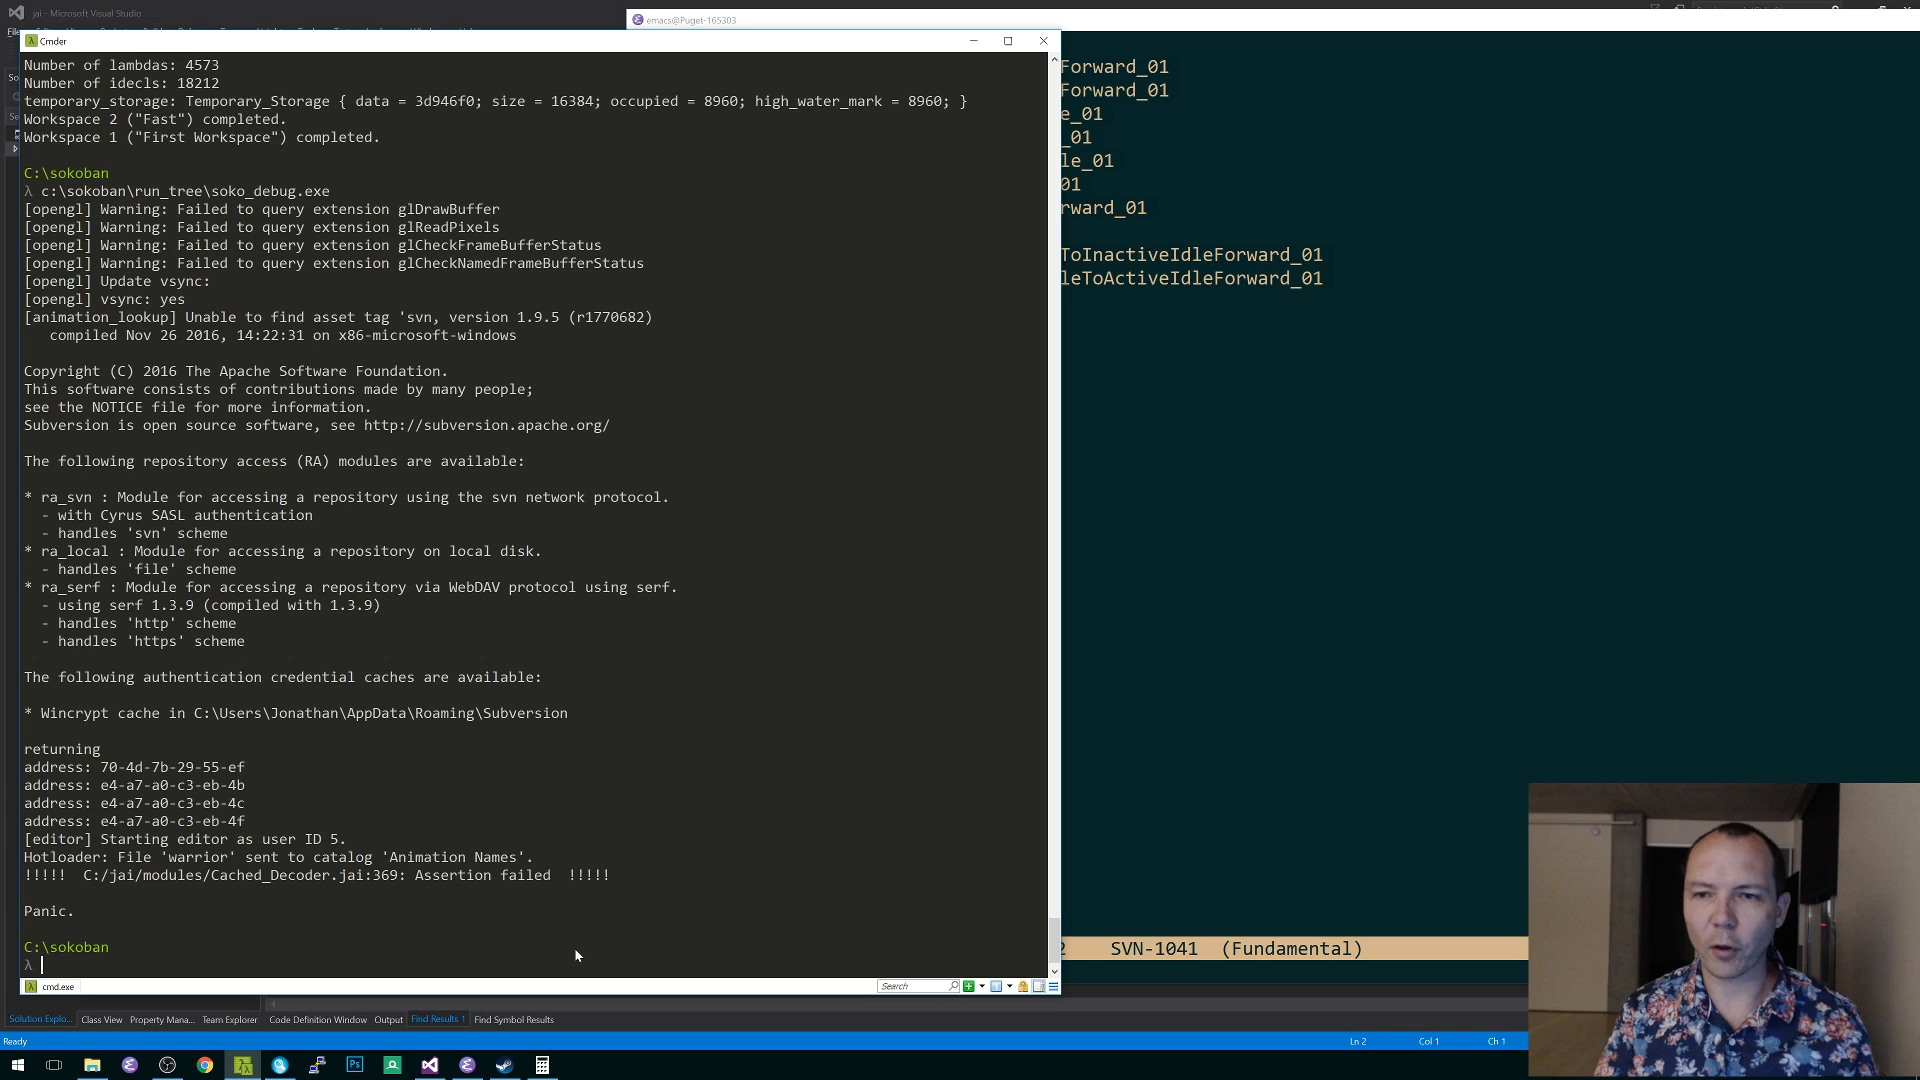 jai - Microsoft Visual Studio
emacs@Puget-165303
Cmder
Number of lambdas: 4573
Number of idecls: 18212
temporary_storage: Temporary_Storage { data = 3d946f0; size = 16384; occupied = 8960; high_water_mark = 8960; }
Workspace 2 ("Fast") completed.
Workspace 1 ("First Workspace") completed.
C:\sokoban
λ c:\sokoban\run_tree\soko_debug.exe
[opengl] Warning: Failed to query extension glDrawBuffer
[opengl] Warning: Failed to query extension glReadPixels
[opengl] Warning: Failed to query extension glCheckFrameBufferStatus
[opengl] Warning: Failed to query extension glCheckNamedFrameBufferStatus
[opengl] Update vsync:
[opengl] vsync: yes
[animation_lookup] Unable to find asset tag 'svn, version 1.9.5 (r1770682)
compiled Nov 26 2016, 14:22:31 on x86-microsoft-windows
Copyright (C) 2016 The Apache Software Foundation.
This software consists of contributions made by many people;
see the NOTICE file for more information.
Subversion is open source software, see http://subversion.apache.org/
The following repository access (RA) modules are available:
* ra_svn : Module for accessing a repository using the svn network protocol.
- with Cyrus SASL authentication
- handles 'svn' scheme
* ra_local : Module for accessing a repository on local disk.
- handles 'file' scheme
* ra_serf : Module for accessing a repository via WebDAV protocol using serf.
- using serf 1.3.9 (compiled with 1.3.9)
- handles 'http' scheme
- handles 'https' scheme
The following authentication credential caches are available:
* Wincrypt cache in C:\Users\Jonathan\AppData\Roaming\Subversion
returning
address: 70-4d-7b-29-55-ef
address: e4-a7-a0-c3-eb-4b
address: e4-a7-a0-c3-eb-4c
address: e4-a7-a0-c3-eb-4f
[editor] Starting editor as user ID 5.
Hotloader: File 'warrior' sent to catalog 'Animation Names'.
!!!!!  C:/jai/modules/Cached_Decoder.jai:369: Assertion failed  !!!!!
Panic.
C:\sokoban
λ
cmd.exe
Search
Forward_01
Forward_01
e_01
_01
le_01
01
rward_01
ToInactiveIdleForward_01
leToActiveIdleForward_01
SVN-1041 (Fundamental)
Solution Explo... Class View Property Mana... Team Explorer Code Definition Window Output Find Results 1 Find Symbol Results
Ready Ln 2 Col 1 Ch 1
Ps